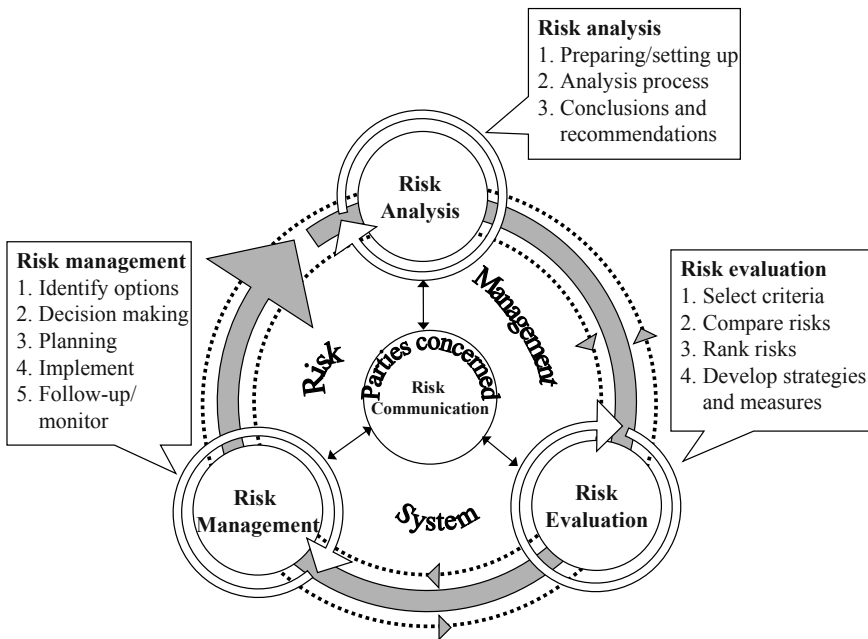 Risk analysis
1. Preparing/setting up
2. Analysis process
3. Conclusions and
recommendations
Risk
Analysis
Risk management
1. Identify options
2. Decision making
3. Planning
4. Implement
5. Follow-up/
monitor
Risk evaluation
1. Select criteria
2. Compare risks
3. Rank risks
4. Develop strategies
and measures
Risk
Management
System
Parties concerned
Risk
Communication
Risk
Management
Risk
Evaluation